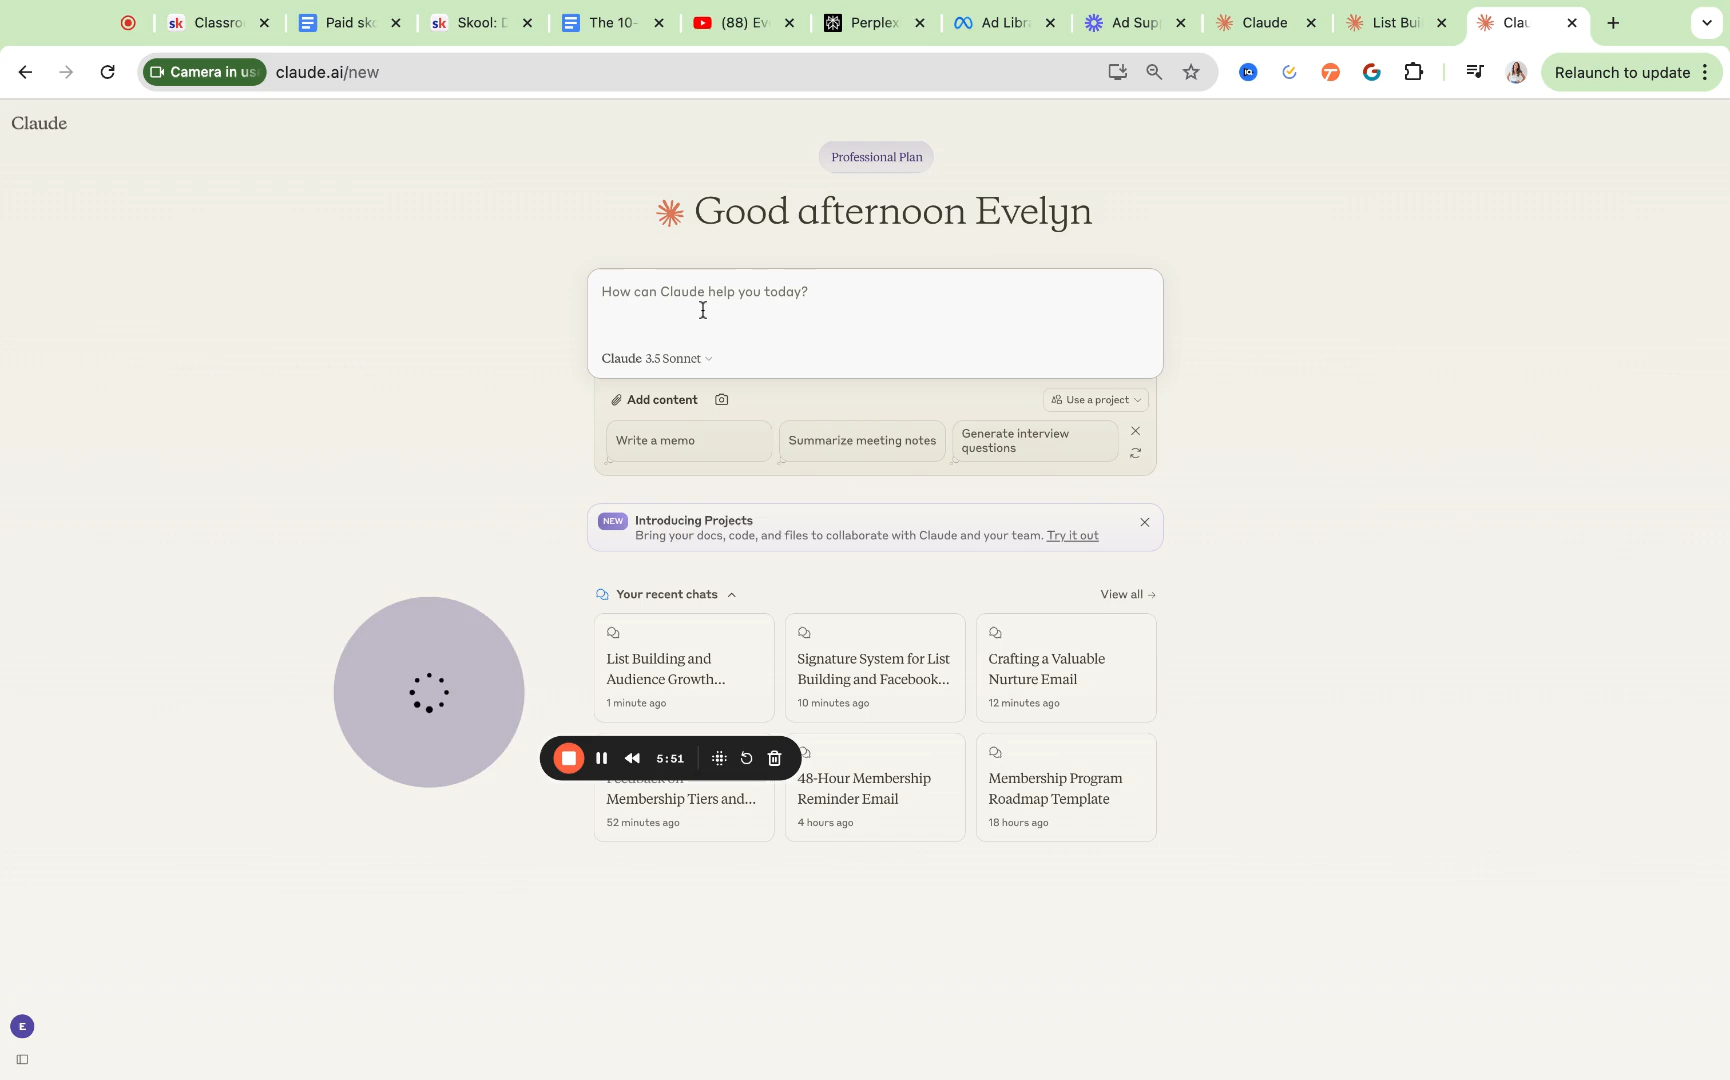 Classro
Paid sk
Skool: D
The 10-
(88) Ev
Perplex
Ad Libr
Ad Sup
Claude
List Bui
Clau
Camera in us
claude.ai/new
Relaunch to update
Claude
Professional Plan
Good afternoon Evelyn
How can Claude help you today?
Claude 3.5 Sonnet
Add content
Use a project
Write a memo
Summarize meeting notes
Generate interview
questions
NEW
Introducing Projects
Bring your docs, code, and files to collaborate with Claude and your team. Try it out
Your recent chats
View all →
List Building and
Audience Growth...
1 minute ago
Signature System for List
Building and Facebook...
10 minutes ago
Crafting a Valuable
Nurture Email
12 minutes ago
5:51
Membership Tiers and...
52 minutes ago
48-Hour Membership
Reminder Email
4 hours ago
Membership Program
Roadmap Template
18 hours ago
E